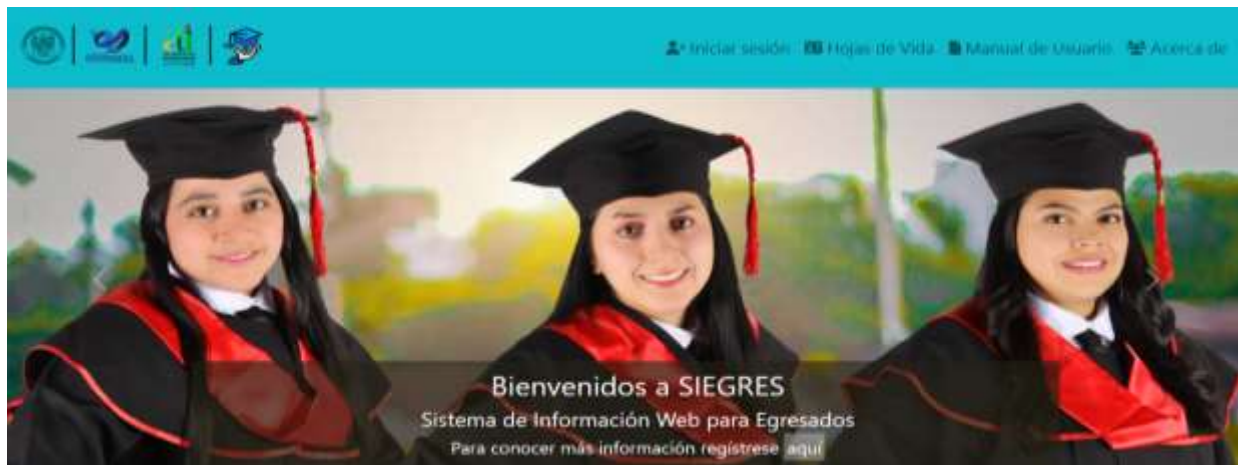 Iniciar sesión Hojas de Vida Manual de Usuario Acerca de
Bienvenidos a SIEGRES
Sistema de Información Web para Egresados
Para conocer más información regístrese aquí